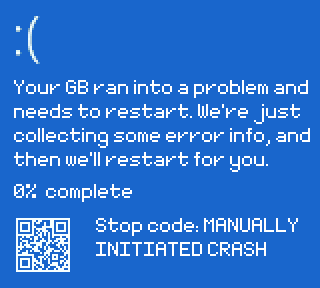 :(
Your GB ran into a problem and
needs to restart. We're just
collecting some error info, and
then we'll restart for you.
0% complete
Stop code: MANUALLY
INITIATED CRASH